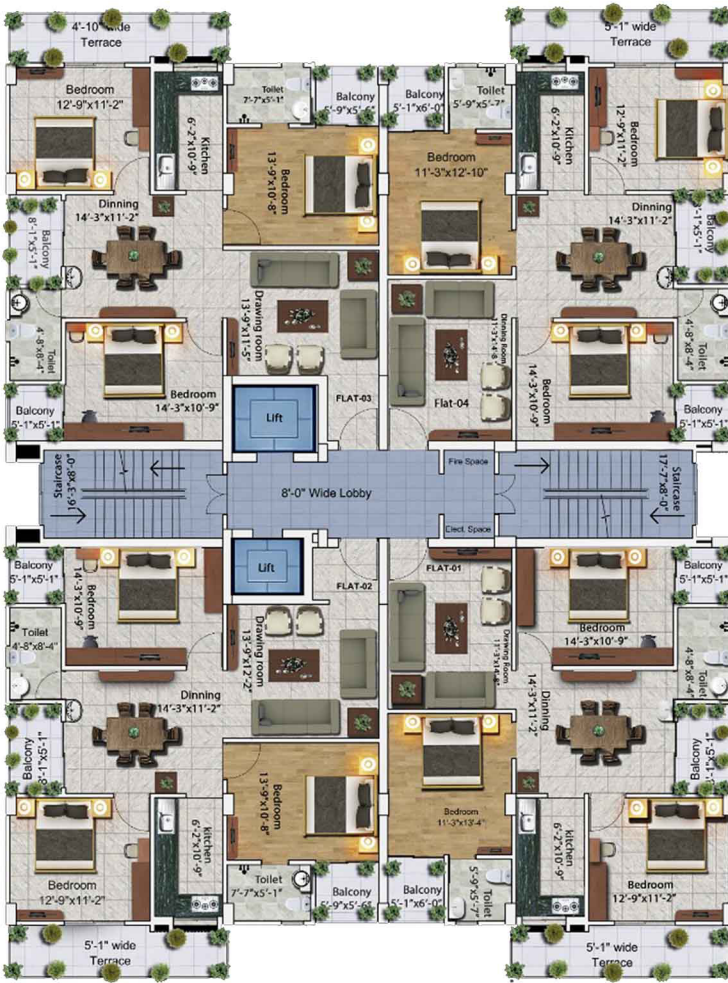 4'-10" wide
Terrace
5'-1" wide
Terrace
Bedroom
12'-9"x11'-2"
Kitchen
6'-2"x10'-9"
Toilet
7'-7"x5'-1"
Balcony
Balcony
5'-1"x6'-0"
Toilet
5'-9"x5'-7"
Kitchen
6'-2"x10'-9"
Bedroom
12'-9"x11'-2"
Bedroom
13'-9"x10'-8"
Bedroom
11'-3"x12'-10"
Dinning
14'-3"x11'-2"
Dinning
14'-3"x11'-2"
Balcony
8'-1"x5'-1"
Balcony
Drawing room
13'-9"x11'-5"
Dinning Room
Toilet
4'-8"x8'-4"
Toilet
4'-8"x8'-4"
Bedroom
14'-3"x10'-9"
FLAT-03
Flat-04
Bedroom
14'-3"x10'-9"
Balcony
5'-1"x5'-1"
Balcony
5'-1"x5'-1"
Lift
Staircase
8'-0" Wide Lobby
Fire Space
Elect. Space
Staircase
17'-7"x8'-0"
Balcony
5'-1"x5'-1"
Bedroom
14'-3"x10'-9"
Lift
FLAT-02
FLAT-01
Bedroom
14'-3"x10'-9"
Balcony
5'-1"x5'-1"
Toilet
4'-8"x8'-4"
Drawing room
13'-9"x12'-2"
Drawing Room
Toilet
4'-8"x8'-4"
Dinning
14'-3"x11'-2"
Dinning
14'-3"x11'-2"
Balcony
8'-1"x5'-1"
Balcony
Bedroom
13'-9"x10'-8"
Bedroom
11'-3"x13'-4"
kitchen
6'-2"x10'-9"
kitchen
6'-2"x10'-9"
Bedroom
12'-9"x11'-2"
Toilet
7'-7"x5'-1"
Balcony
Balcony
5'-1"x6'-0"
Toilet
5'-9"x5'-7"
Bedroom
12'-9"x11'-2"
5'-1" wide
Terrace
5'-1" wide
Terrace